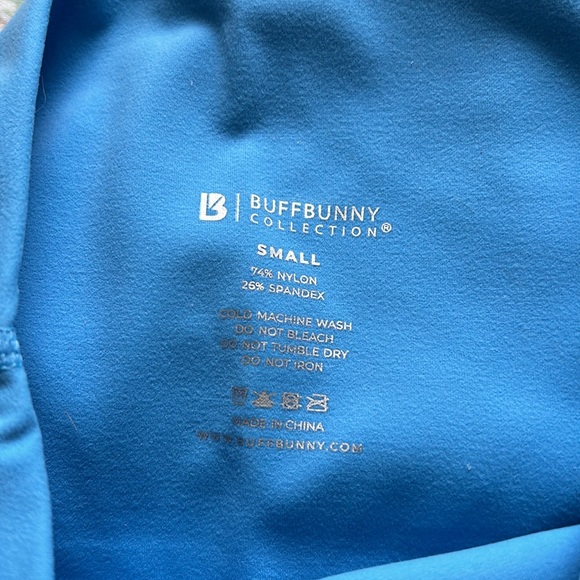 B | BUFFBUNNY
COLLECTION®
SMALL
74% NYLON
26% SPANDEX
COLD MACHINE WASH
DO NOT BLEACH
DO NOT TUMBLE DRY
DO NOT IRON
MADE IN CHINA
WWW.BUFFBUNNY.COM